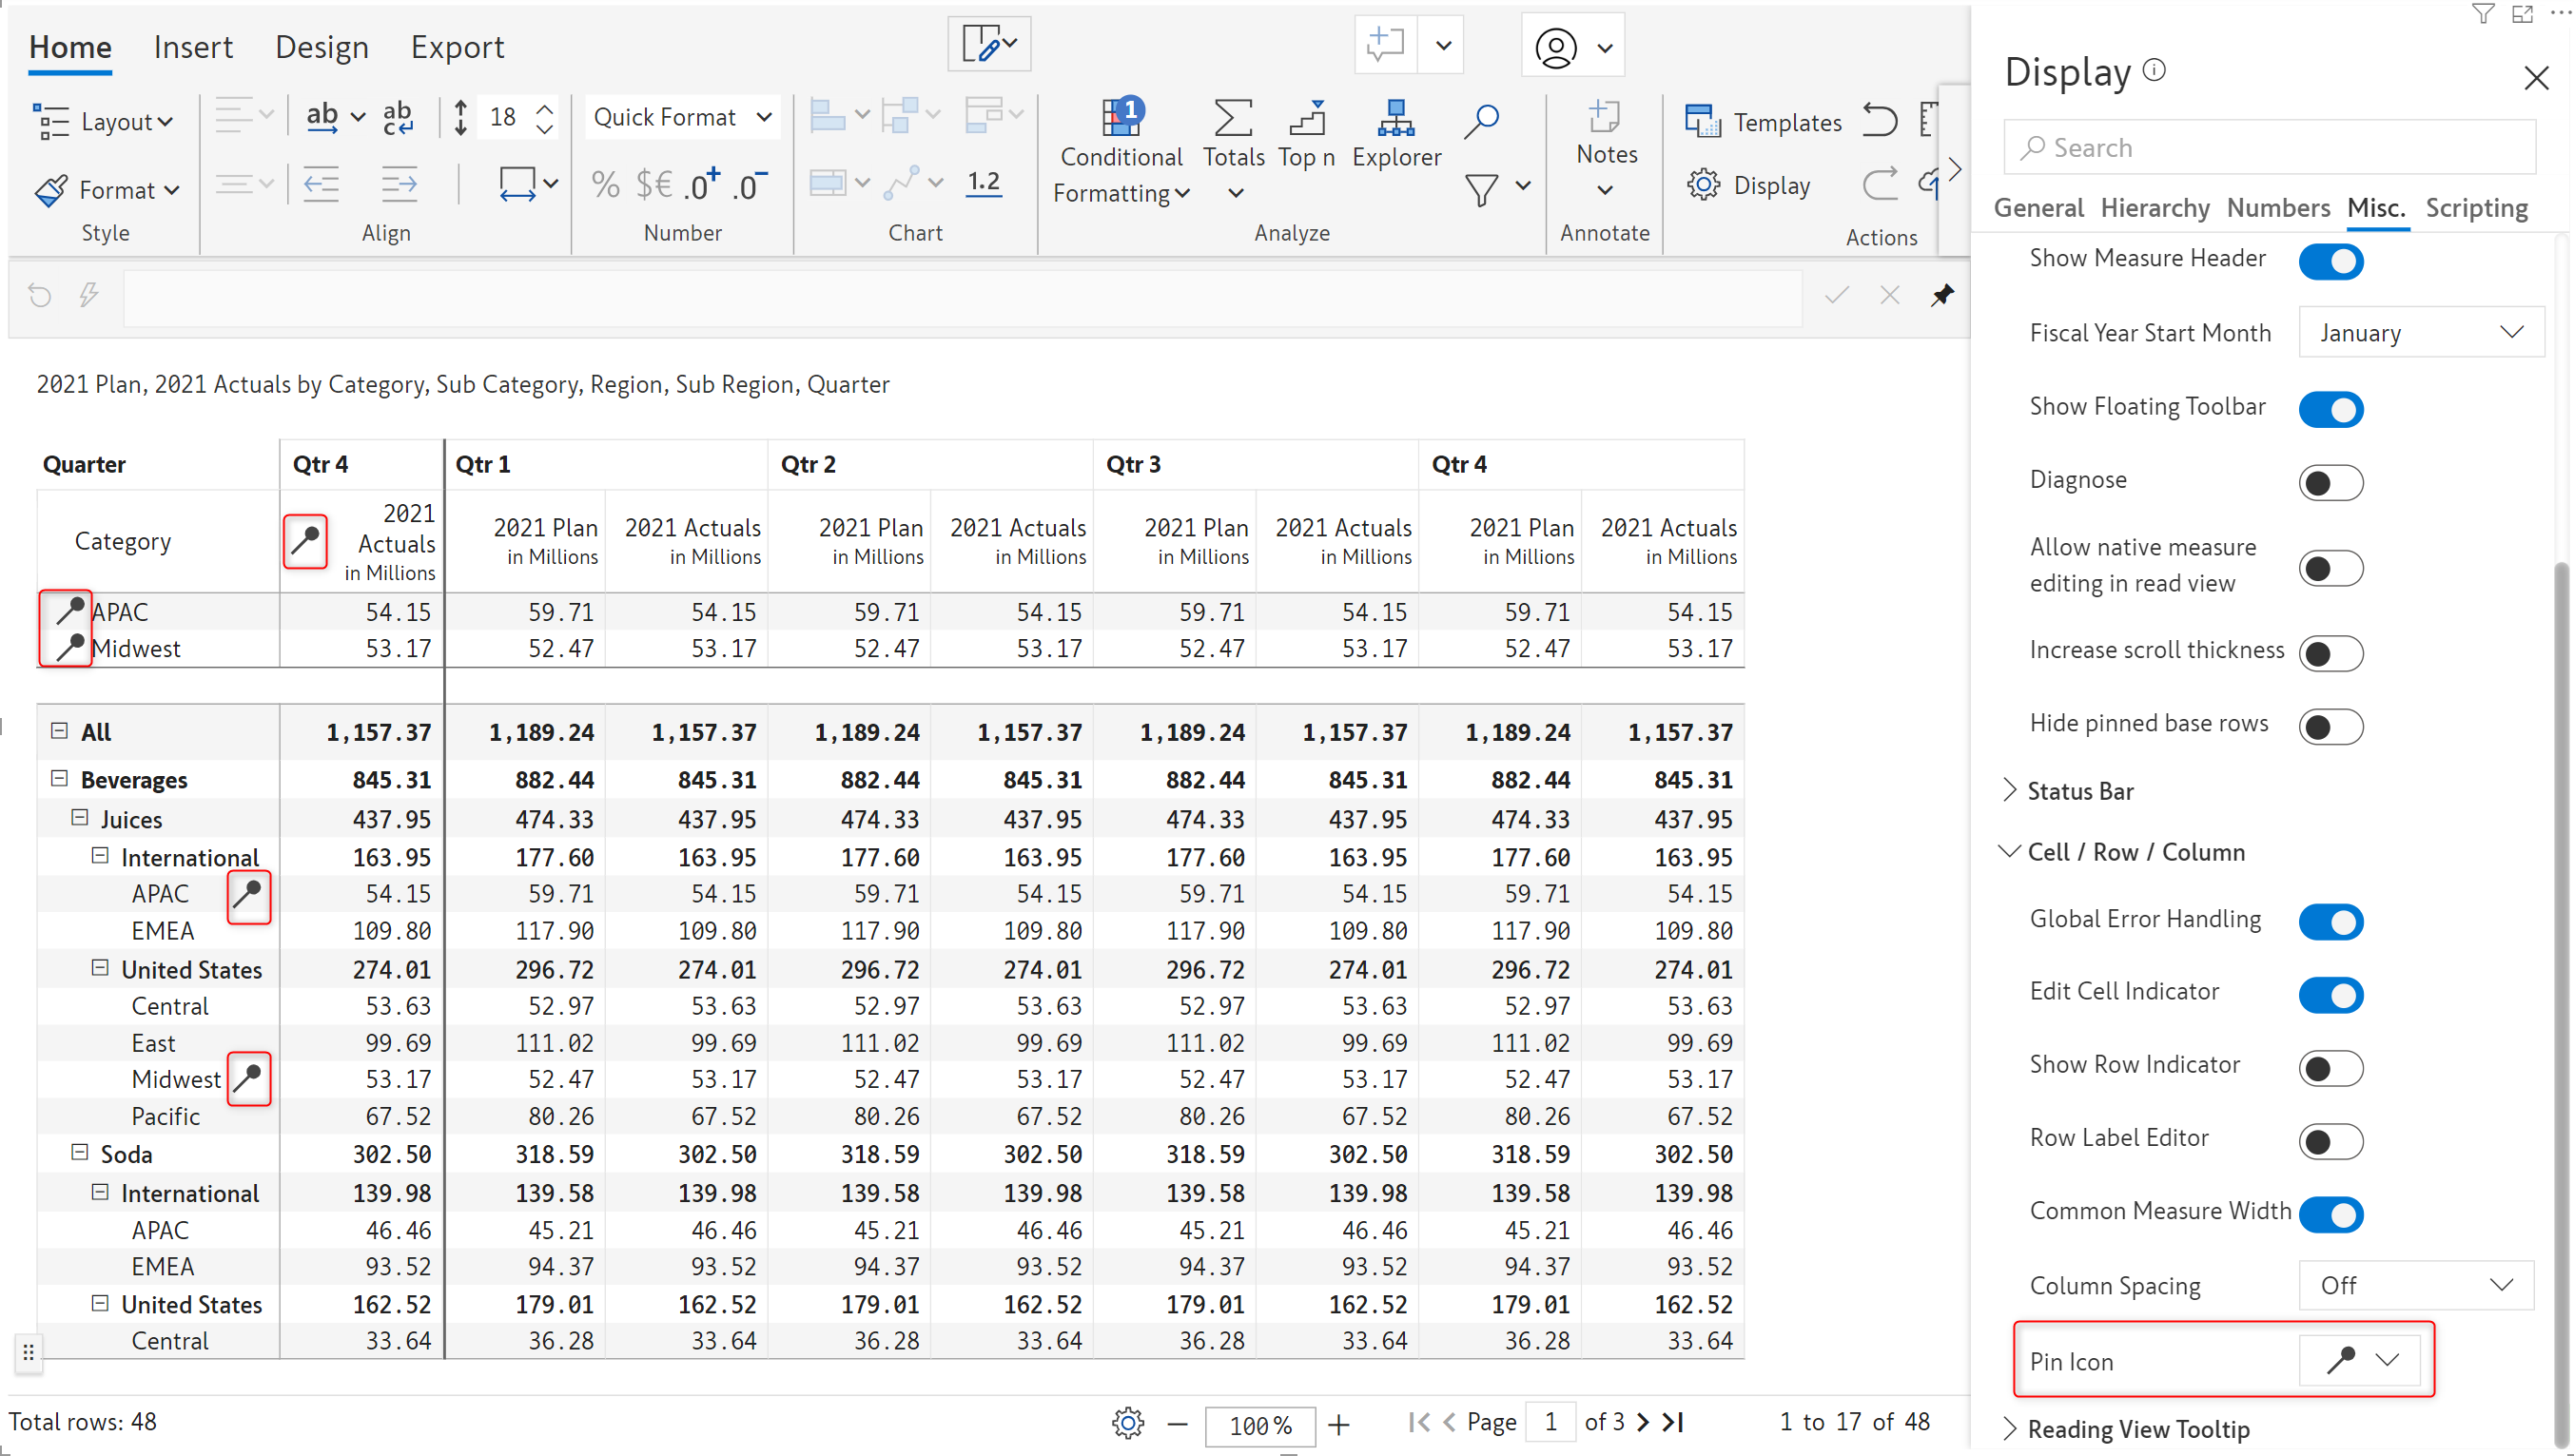 Home Insert Design Export
Layout ab ab c 18 Quick Format 1 Templates
Conditional Formatting Totals Top n Explorer Notes
Format % $€ .0+ .0- 1.2 Display
Style Align Number Chart Analyze Annotate Actions
2021 Plan, 2021 Actuals by Category, Sub Category, Region, Sub Region, Quarter
Quarter Qtr 4 Qtr 1 Qtr 2 Qtr 3 Qtr 4
Category 2021 Actuals in Millions 2021 Plan in Millions 2021 Actuals in Millions 2021 Plan in Millions 2021 Actuals in Millions 2021 Plan in Millions 2021 Actuals in Millions 2021 Plan in Millions 2021 Actuals in Millions
APAC 54.15 59.71 54.15 59.71 54.15 59.71 54.15 59.71 54.15
Midwest 53.17 52.47 53.17 52.47 53.17 52.47 53.17 52.47 53.17
All 1,157.37 1,189.24 1,157.37 1,189.24 1,157.37 1,189.24 1,157.37 1,189.24 1,157.37
Beverages 845.31 882.44 845.31 882.44 845.31 882.44 845.31 882.44 845.31
Juices 437.95 474.33 437.95 474.33 437.95 474.33 437.95 474.33 437.95
International 163.95 177.60 163.95 177.60 163.95 177.60 163.95 177.60 163.95
APAC 54.15 59.71 54.15 59.71 54.15 59.71 54.15 59.71 54.15
EMEA 109.80 117.90 109.80 117.90 109.80 117.90 109.80 117.90 109.80
United States 274.01 296.72 274.01 296.72 274.01 296.72 274.01 296.72 274.01
Central 53.63 52.97 53.63 52.97 53.63 52.97 53.63 52.97 53.63
East 99.69 111.02 99.69 111.02 99.69 111.02 99.69 111.02 99.69
Midwest 53.17 52.47 53.17 52.47 53.17 52.47 53.17 52.47 53.17
Pacific 67.52 80.26 67.52 80.26 67.52 80.26 67.52 80.26 67.52
Soda 302.50 318.59 302.50 318.59 302.50 318.59 302.50 318.59 302.50
International 139.98 139.58 139.98 139.58 139.98 139.58 139.98 139.58 139.98
APAC 46.46 45.21 46.46 45.21 46.46 45.21 46.46 45.21 46.46
EMEA 93.52 94.37 93.52 94.37 93.52 94.37 93.52 94.37 93.52
United States 162.52 179.01 162.52 179.01 162.52 179.01 162.52 179.01 162.52
Central 33.64 36.28 33.64 36.28 33.64 36.28 33.64 36.28 33.64
Total rows: 48 100 % Page 1 of 3 1 to 17 of 48
Display
Search
General Hierarchy Numbers Misc. Scripting
Show Measure Header
Fiscal Year Start Month January
Show Floating Toolbar
Diagnose
Allow native measure
editing in read view
Increase scroll thickness
Hide pinned base rows
Status Bar
Cell / Row / Column
Global Error Handling
Edit Cell Indicator
Show Row Indicator
Row Label Editor
Common Measure Width
Column Spacing Off
Pin Icon
Reading View Tooltip